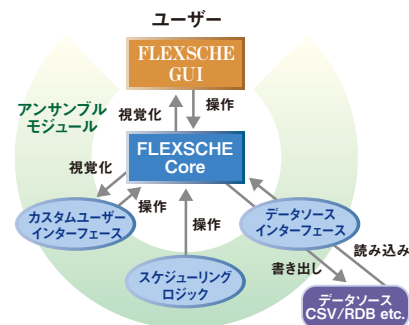 ユーザー
FLEXSCHE
GUI
アンサンブル
モジュール
視覚化
操作
FLEXSCHE
Core
視覚化
操作
カスタムユーザー
インターフェース
操作
データソース
インターフェース
スケジューリング
ロジック
読み込み
書き出し
データソース
CSV/RDB etc.